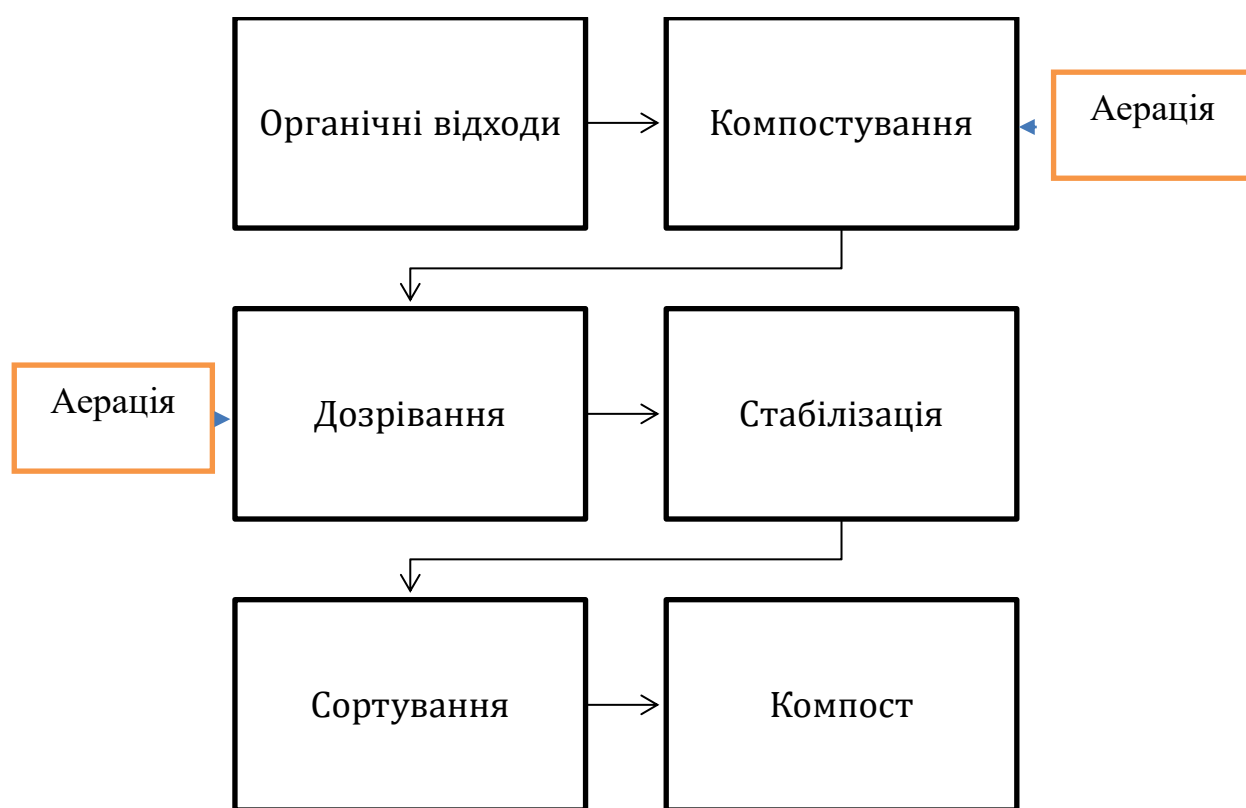 Органічні відходи
Компостування
Аерація
Аерація
Дозрівання
Стабілізація
Сортування
Компост